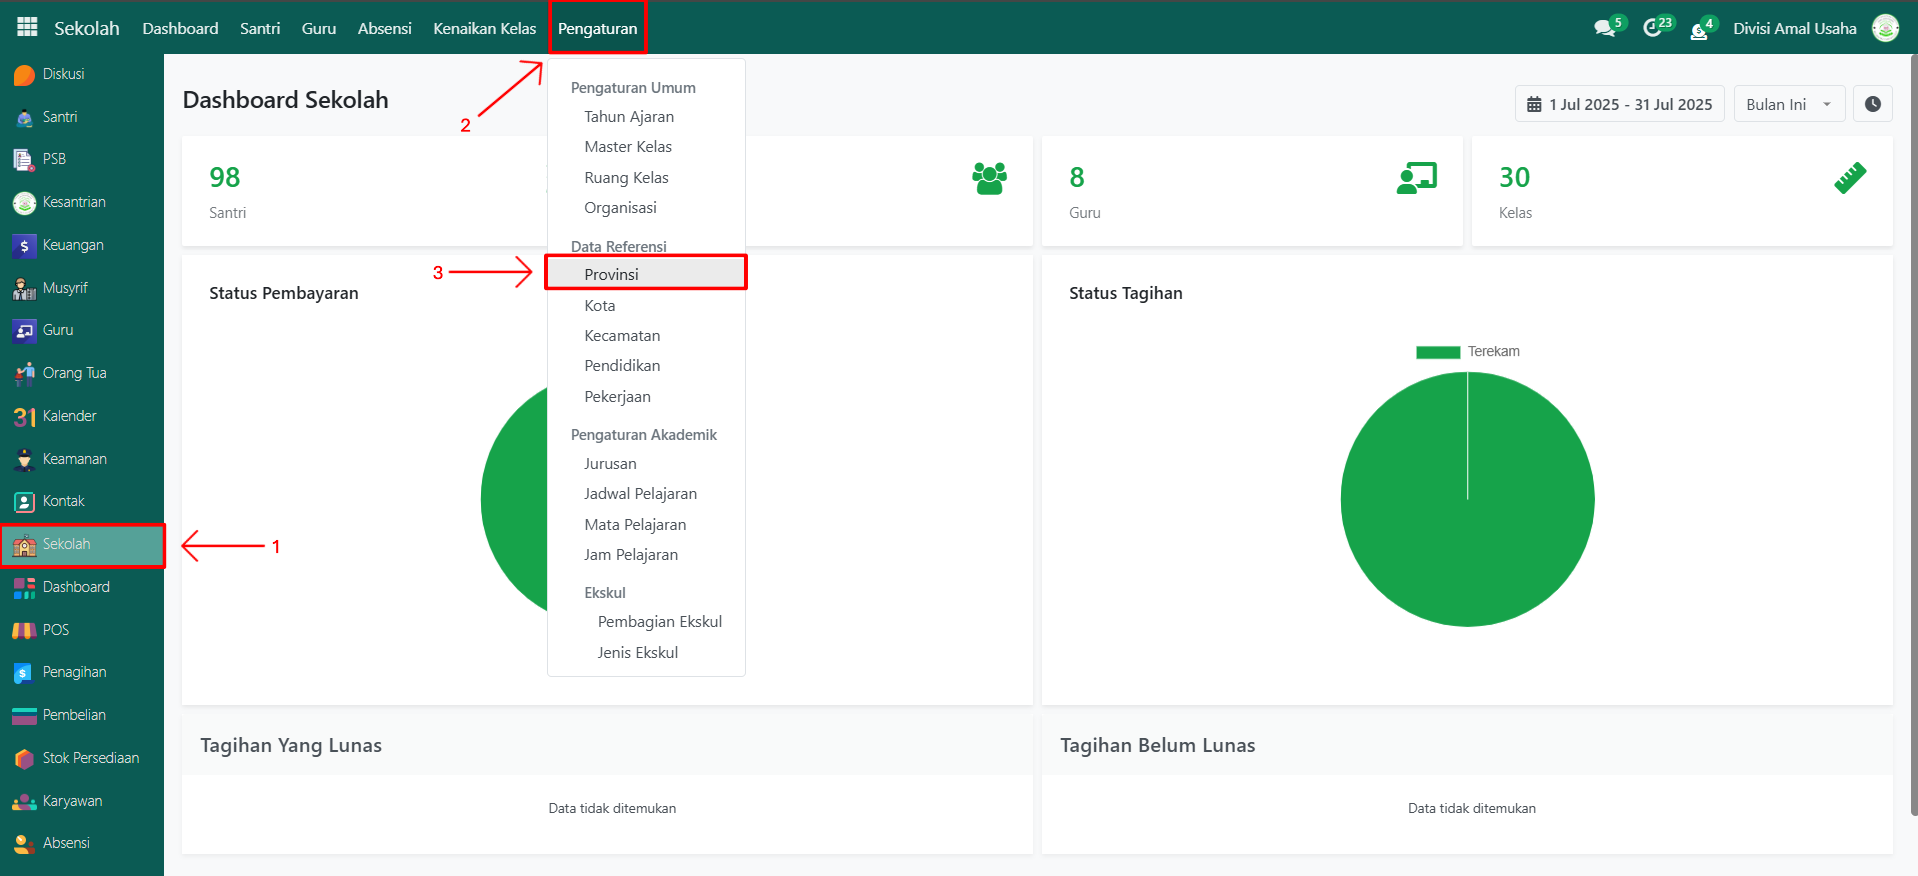 Sekolah Dashboard Santri Guru Absensi Kenaikan Kelas Pengaturan 5 23 4 Divisi Amal Usaha
Diskusi
Santri
PSB
Kesantrian
Keuangan
$
Musyrif
Guru
Orang Tua
31 Kalender
Keamanan
Kontak
Sekolah
Dashboard
POS
Penagihan
$
Pembelian
Stok Persediaan
Karyawan
Absensi
1
2
3
Pengaturan Umum
Tahun Ajaran
Master Kelas
Ruang Kelas
Organisasi
Data Referensi
Provinsi
Kota
Kecamatan
Pendidikan
Pekerjaan
Pengaturan Akademik
Jurusan
Jadwal Pelajaran
Mata Pelajaran
Jam Pelajaran
Ekskul
Pembagian Ekskul
Jenis Ekskul
Dashboard Sekolah
1 Jul 2025 - 31 Jul 2025 Bulan Ini
98
Santri
8
Guru
30
Kelas
Status Pembayaran
Status Tagihan
Terekam
Tagihan Yang Lunas
Data tidak ditemukan
Tagihan Belum Lunas
Data tidak ditemukan